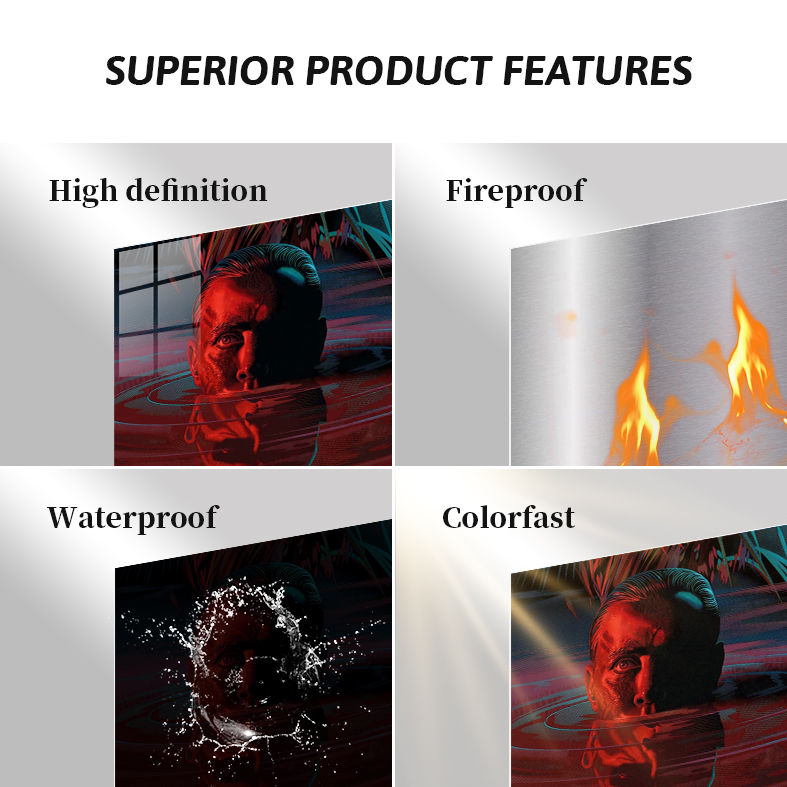 SUPERIOR PRODUCT FEATURES
High definition
Fireproof
Waterproof
Colorfast